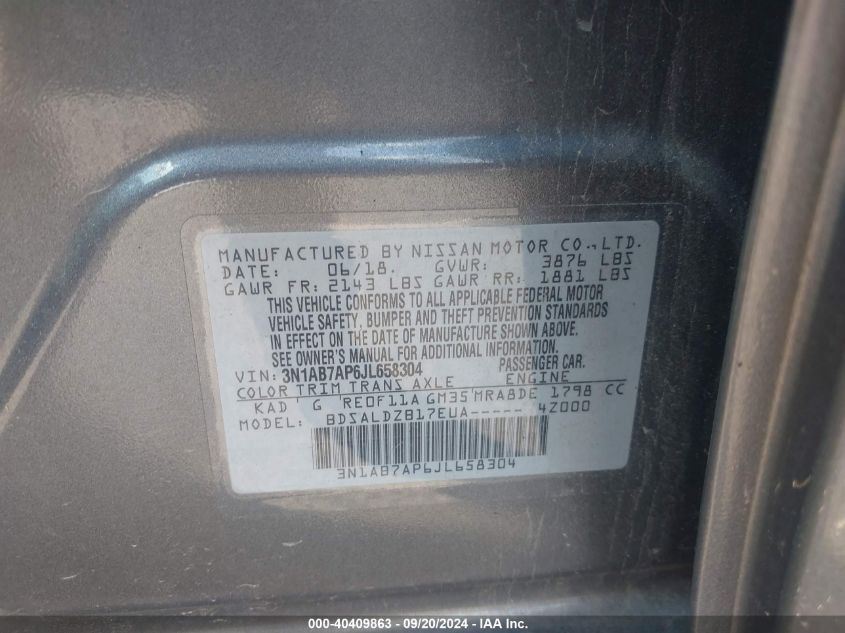 MANUFACTURED BY NISSAN MOTOR CO.,LTD.
DATE: 06/18. GVWR: 3876 LBS
GAWR FR: 2143 LBS GAWR RR: 1881 LBS
THIS VEHICLE CONFORMS TO ALL APPLICABLE FEDERAL MOTOR
VEHICLE SAFETY, BUMPER AND THEFT PREVENTION STANDARDS
IN EFFECT ON THE DATE OF MANUFACTURE SHOWN ABOVE.
SEE OWNER'S MANUAL FOR ADDITIONAL INFORMATION.
VIN: 3N1AB7AP6JL658304 PASSENGER CAR.
COLOR TRIM TRANS AXLE ENGINE
KAD G RE0F11A GM35 MRA8DE 1798 CC
MODEL: BDSALDZB17EUA----- 4Z000
3N1AB7AP6JL658304
000-40409863 - 09/20/2024 - IAA Inc.